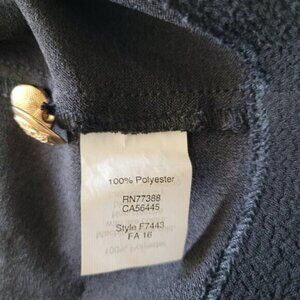 100% Polyester
RN77388
CA56445
Style F7443
FA 16